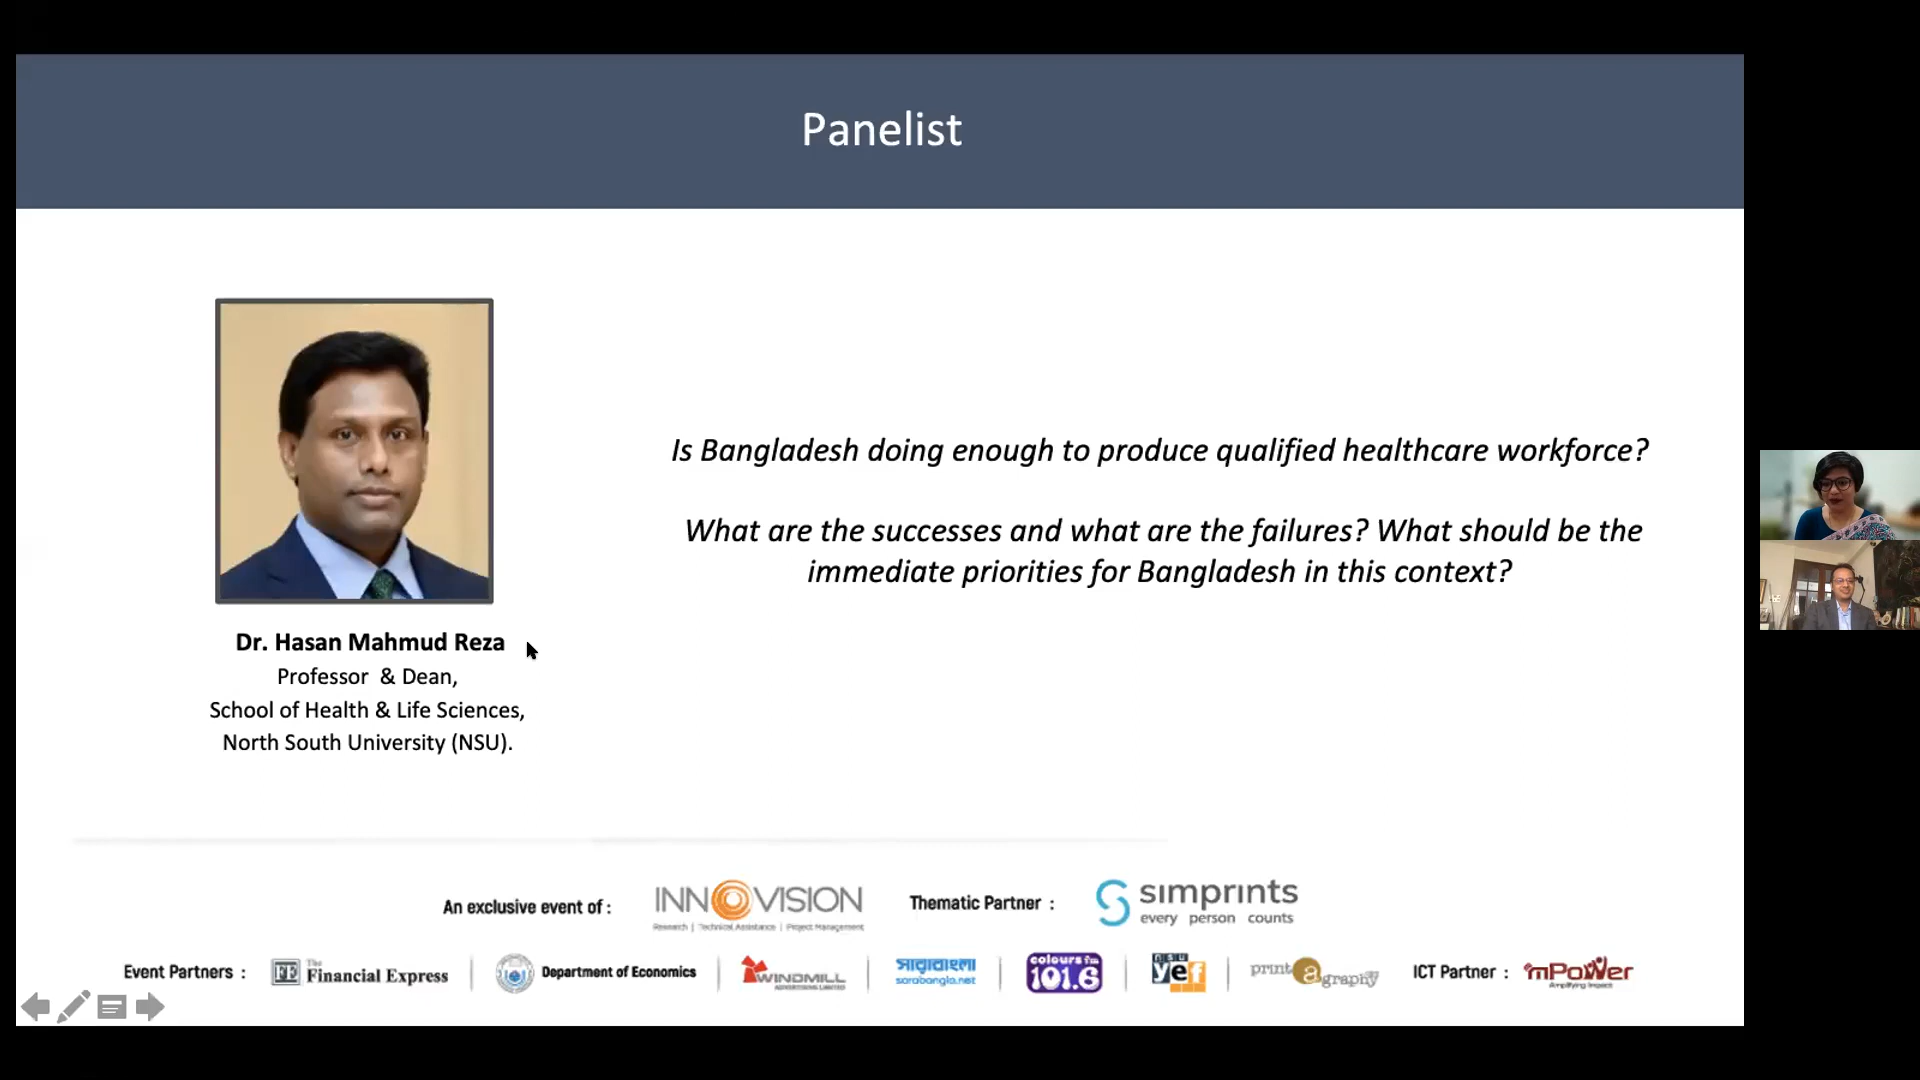 Panelist
Is Bangladesh doing enough to produce qualified healthcare workforce?
What are the successes and what are the failures? What should be the
immediate priorities for Bangladesh in this context?
Dr. Hasan Mahmud Reza
Professor & Dean,
School of Health & Life Sciences,
North South University (NSU).
An exclusive event of : INNOVISION Thematic Partner : simprints
Research | Technical Assistance | Project Management every person counts
Event Partners : FE The Financial Express Department of Economics WINDMILL ADVERTISING LIMITED সারাবাংলা sarabangla.net colours fm 101.6 nsu yef print a graphy ICT Partner : mPower Amplifying Impact